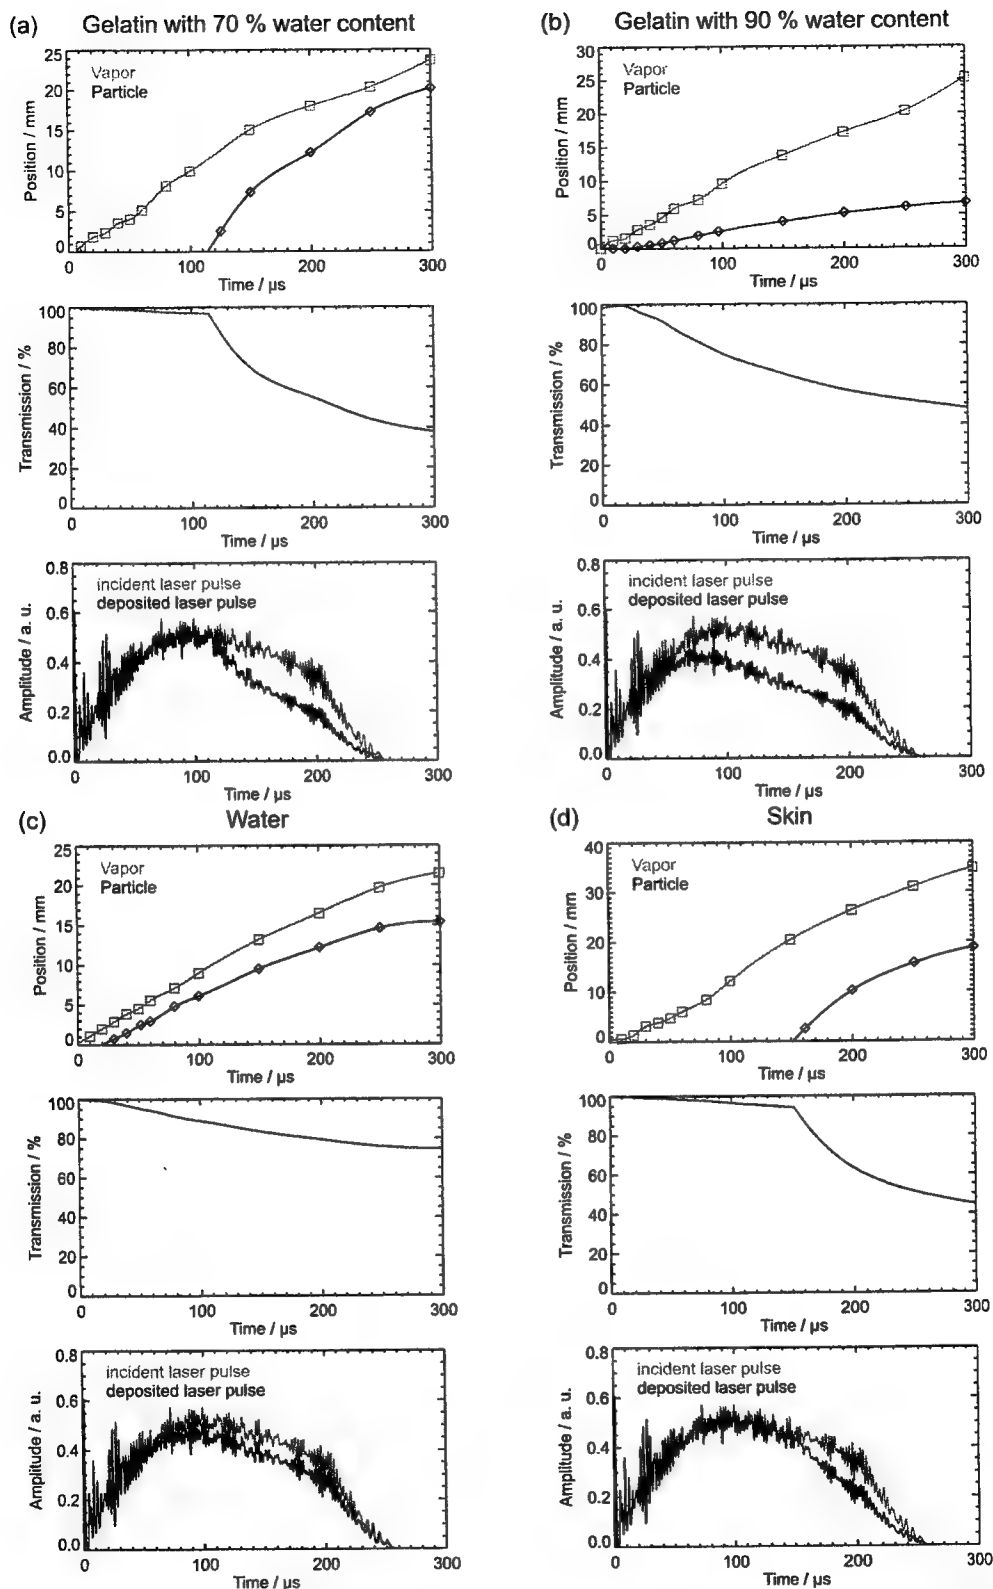 (a) Gelatin with 70 % water content
25
20
15
10
5
0
Position / mm
Vapor
Particle
0 100 200 300
Time / µs
100
80
60
40
20
0
Transmission / %
0 100 200 300
Time / µs
0.8
0.6
0.4
0.2
0.0
Amplitude / a. u.
incident laser pulse
deposited laser pulse
0 100 200 300
Time / µs
(b) Gelatin with 90 % water content
30
25
20
15
10
5
0
Position / mm
Vapor
Particle
0 100 200 300
Time / µs
100
80
60
40
20
0
Transmission / %
0 100 200 300
Time / µs
0.8
0.6
0.4
0.2
0.0
Amplitude / a. u.
incident laser pulse
deposited laser pulse
0 100 200 300
Time / µs
(c) Water
25
20
15
10
5
0
Position / mm
Vapor
Particle
0 100 200 300
Time / µs
100
80
60
40
20
0
Transmission / %
0 100 200 300
Time / µs
0.8
0.6
0.4
0.2
0.0
Amplitude / a. u.
incident laser pulse
deposited laser pulse
0 100 200 300
Time / µs
(d) Skin
40
30
20
10
0
Position / mm
Vapor
Particle
0 100 200 300
Time / µs
100
80
60
40
20
0
Transmission / %
0 100 200 300
Time / µs
0.8
0.6
0.4
0.2
0.0
Amplitude / a. u.
incident laser pulse
deposited laser pulse
0 100 200 300
Time / µs